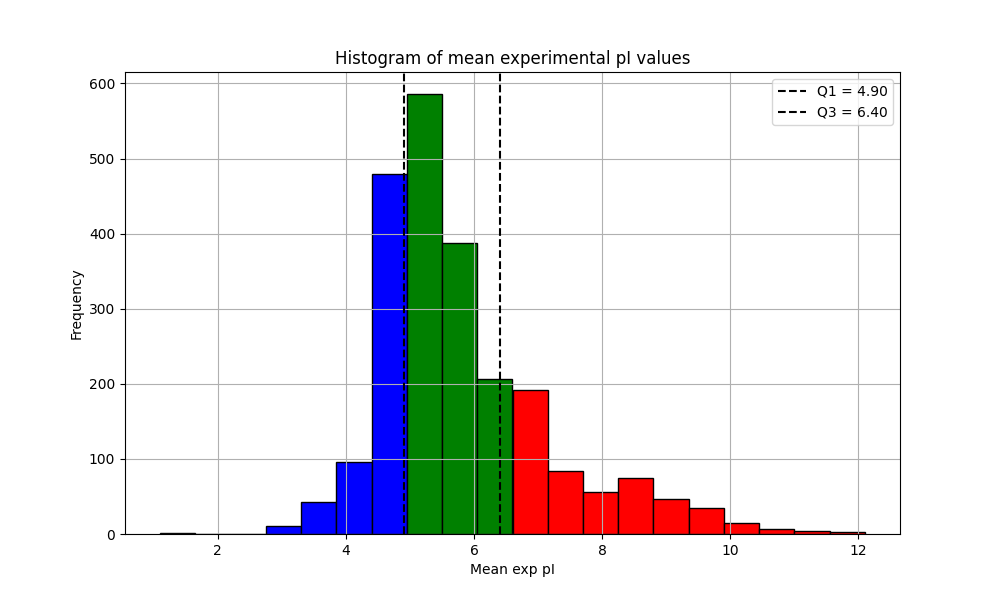 Histogram of mean experimental pI values
Q1 = 4.90
Q3 = 6.40
600
500
400
300
200
100
0
Frequency
2 4 6 8 10 12
Mean exp pI